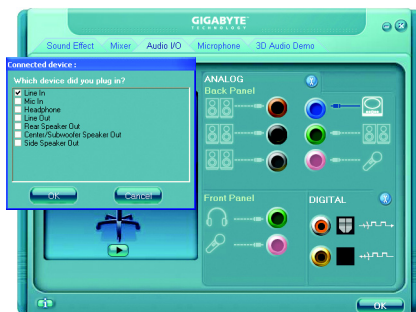 GIGABYTE
TECHNOLOGY
Sound Effect
Mixer
Audio I/O
Microphone
3D Audio Demo
Connected device :
Which device did you plug in?
Line In
Mic In
Headphone
Line Out
Rear Speaker Out
Center/Subwoofer Speaker Out
Side Speaker Out
OK
Cancel
ANALOG
Back Panel
Front Panel
DIGITAL
OK